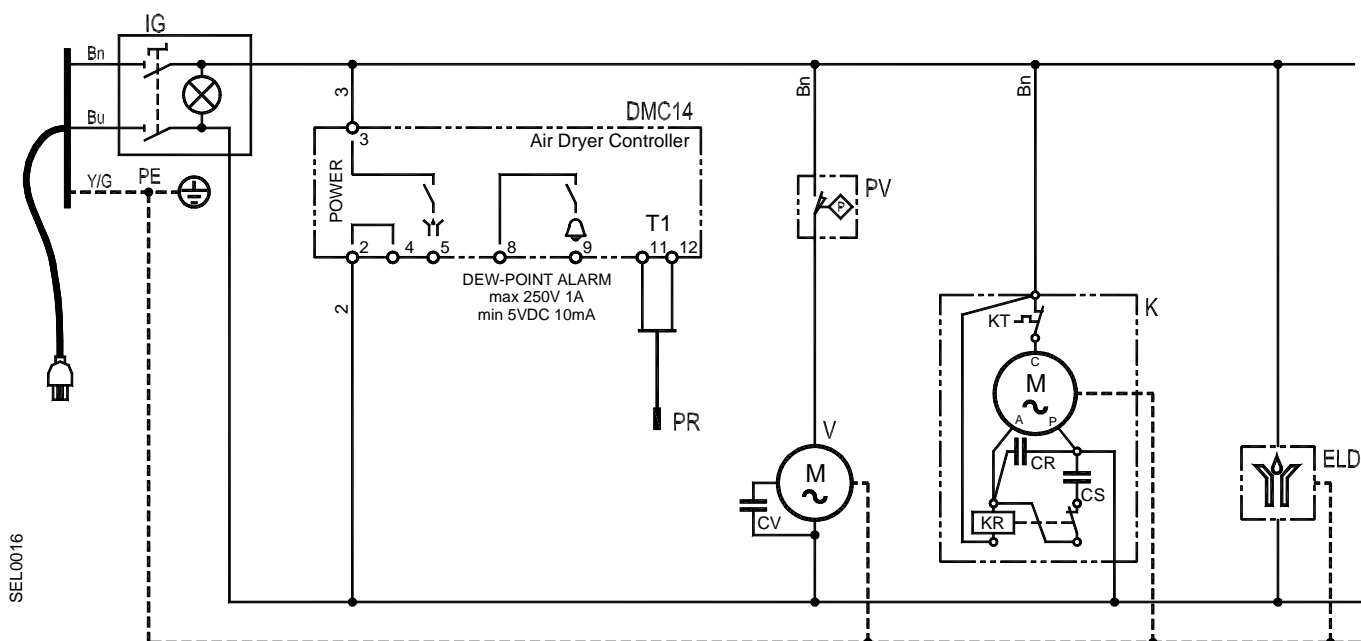 IG
Bn
Bu
Y/G
PE
3
DMC14
3
Air Dryer Controller
POWER
T1
2
4
5
8
9
11
12
DEW-POINT ALARM
max 250V 1A
min 5VDC 10mA
2
PR
Bn
PV
P
V
M
CV
Bn
K
KT
C
M
A
P
CR
CS
KR
ELD
SEL0016